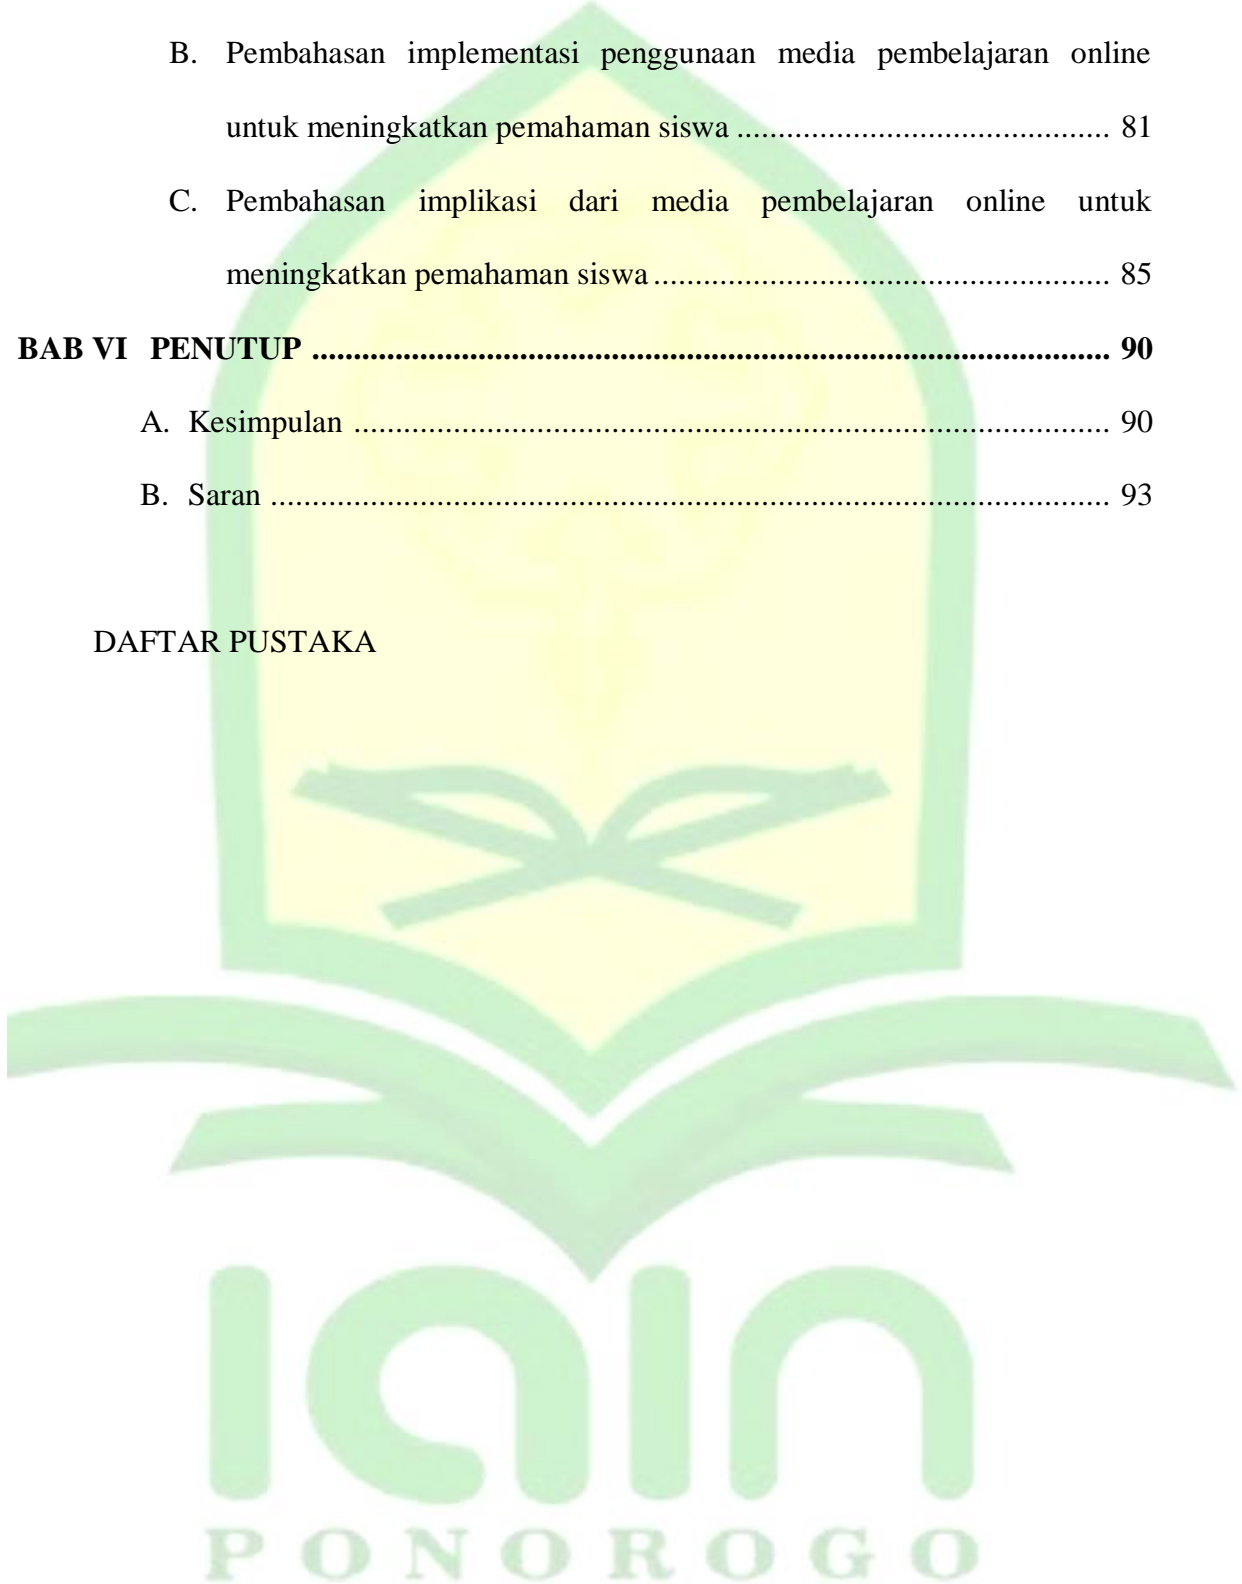 B. Pembahasan implementasi penggunaan media pembelajaran online
untuk meningkatkan pemahaman siswa ............................................. 81
C. Pembahasan implikasi dari media pembelajaran online untuk
meningkatkan pemahaman siswa ....................................................... 85
BAB VI PENUTUP ................................................................................................ 90
A. Kesimpulan ........................................................................................... 90
B. Saran ..................................................................................................... 93
DAFTAR PUSTAKA
iain
PONOROGO